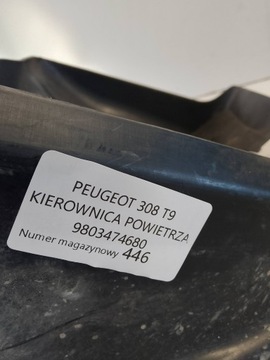 PEUGEOT 308 T9
KIEROWNICA POWIETRZA
9803474680
Numer magazynowy 446